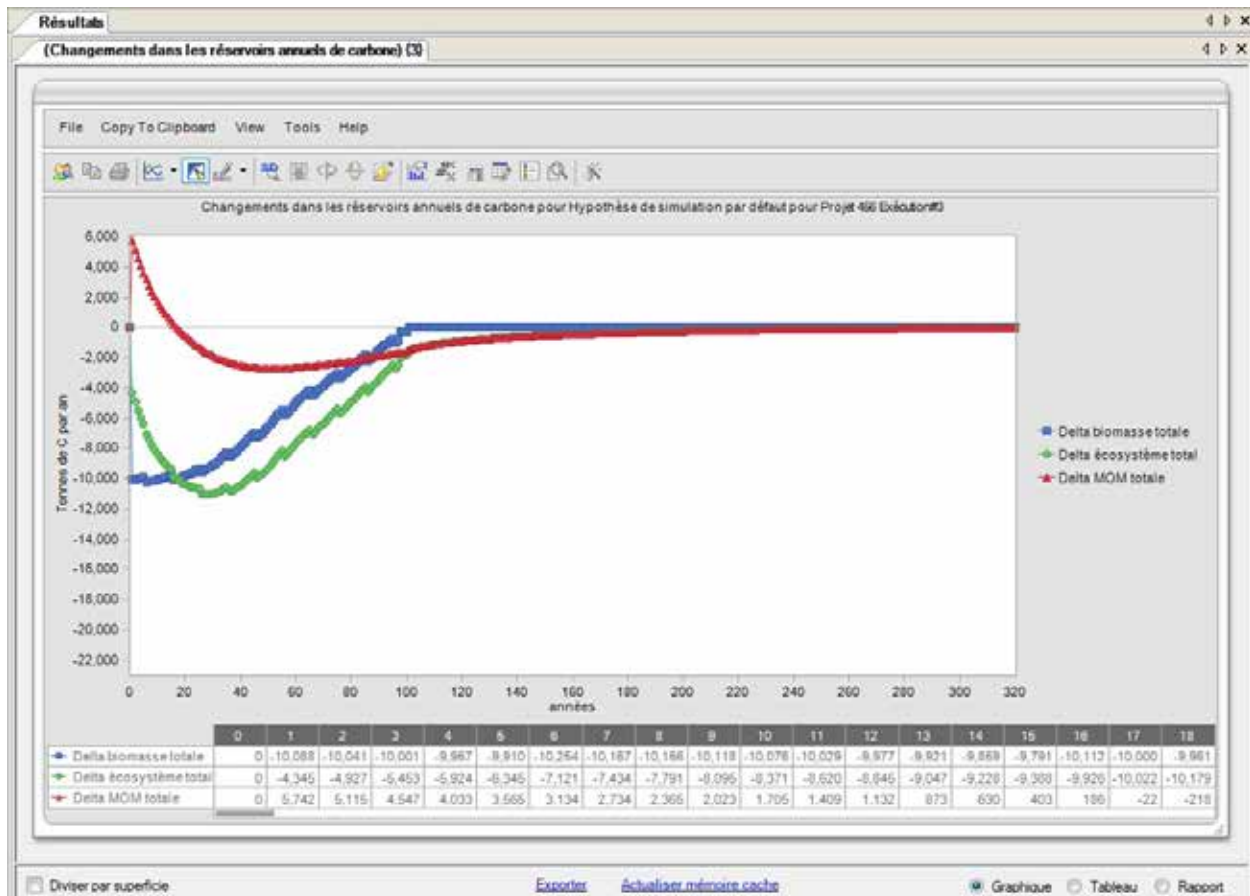 Résultats
(Changements dans les réservoirs annuels de carbone) (3)
File Copy To Clipboard View Tools Help
Changements dans les réservoirs annuels de carbone pour Hypothèse de simulation par défaut pour Projet 466 Exécution#3
6,000
4,000
2,000
0
-2,000
-4,000
-6,000
-8,000
-10,000
-12,000
-14,000
-16,000
-18,000
-20,000
-22,000
Tonnes de C par an
0 20 40 60 80 100 120 140 160 180 200 220 240 260 280 300 320
années
Delta biomasse totale
Delta écosystème total
Delta MOM totale
0 1 2 3 4 5 6 7 8 9 10 11 12 13 14 15 16 17 18
Delta biomasse totale 0 -10,088 -10,041 -10,001 -9,967 -9,910 -10,254 -10,167 -10,156 -10,118 -10,076 -10,029 -9,977 -9,921 -9,859 -9,791 -10,112 -10,000 -9,961
Delta écosystème total 0 -4,345 -4,927 -5,453 -5,924 -6,345 -7,121 -7,434 -7,791 -8,095 -8,371 -8,620 -8,845 -9,047 -9,228 -9,388 -9,926 -10,022 -10,179
Delta MOM totale 0 5,742 5,115 4,547 4,033 3,565 3,134 2,734 2,365 2,023 1,705 1,409 1,132 873 630 403 186 -22 -218
Diviser par superficie Exporter Actualiser mémoire cache Graphique Tableau Rapport